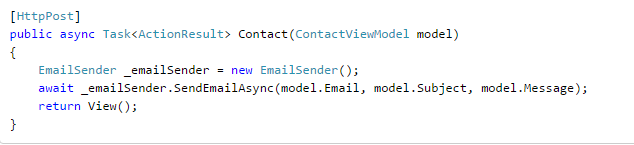 [HttpPost]
public async Task<ActionResult> Contact(ContactViewModel model)
{
    EmailSender _emailSender = new EmailSender();
    await _emailSender.SendEmailAsync(model.Email, model.Subject, model.Message);
    return View();
}